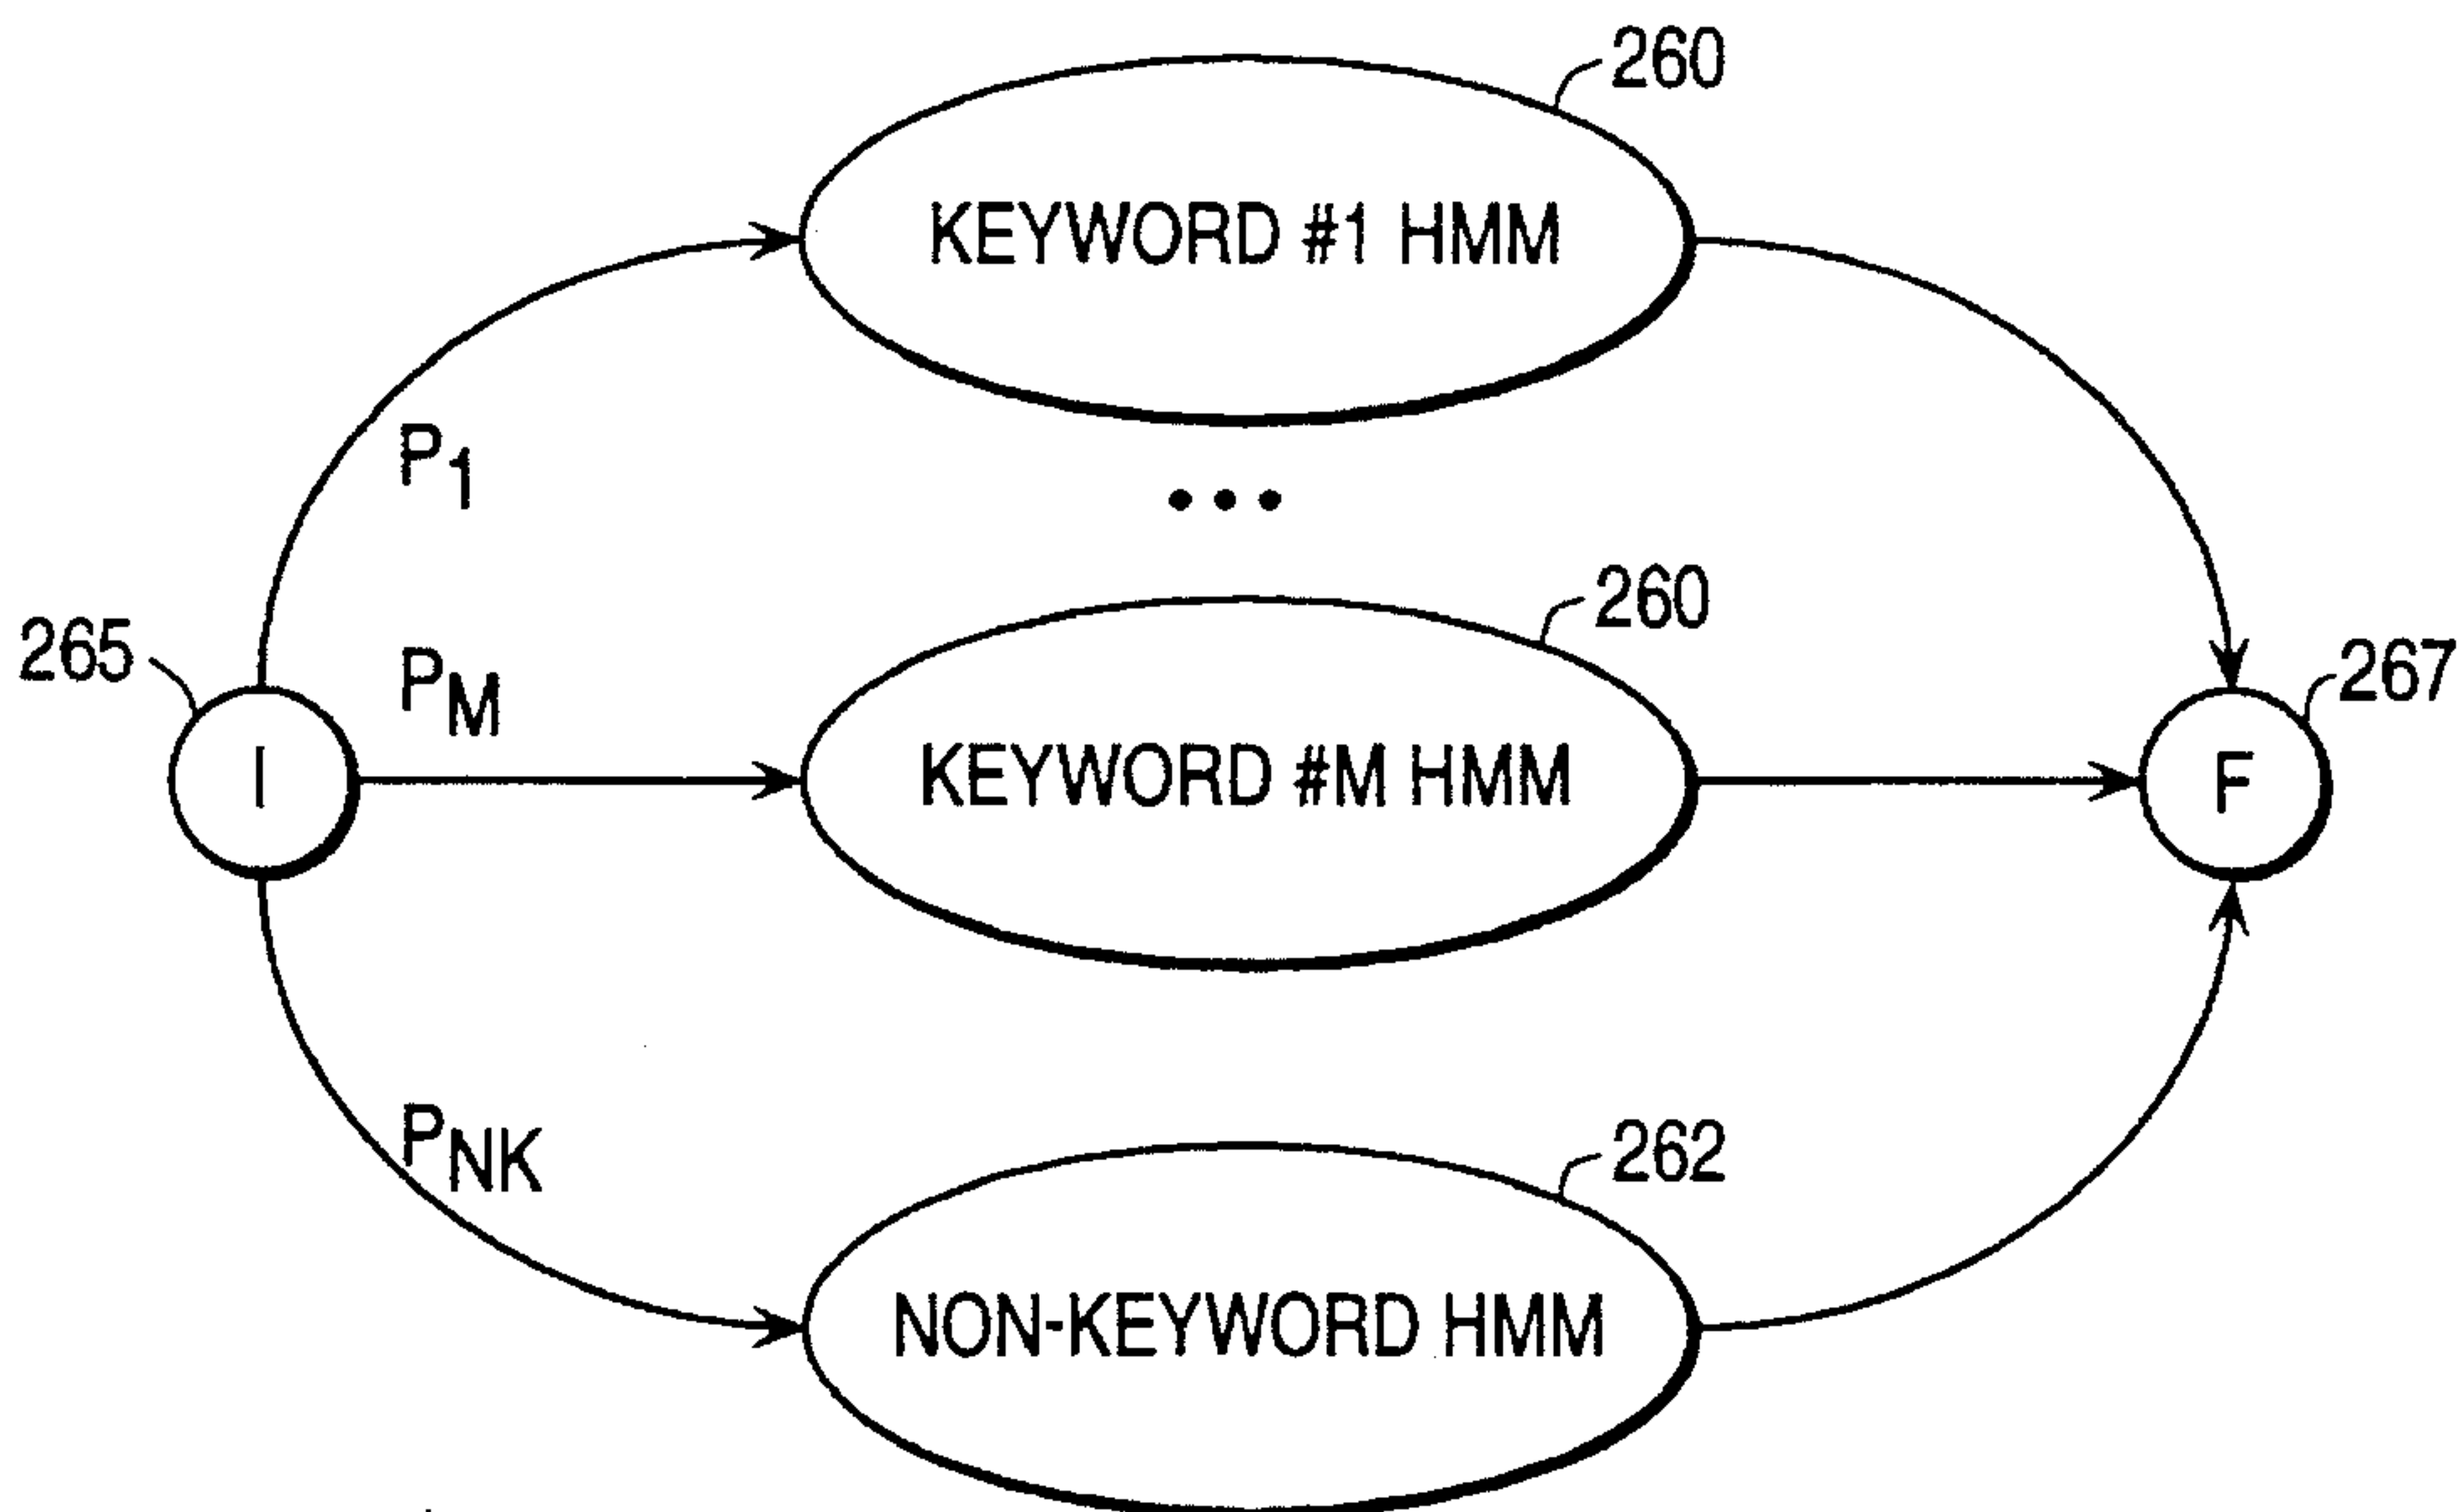 260
KEYWORD #1 HMM
P1
...
260
265
PM
267
I
KEYWORD #M HMM
F
PNK
262
NON-KEYWORD HMM